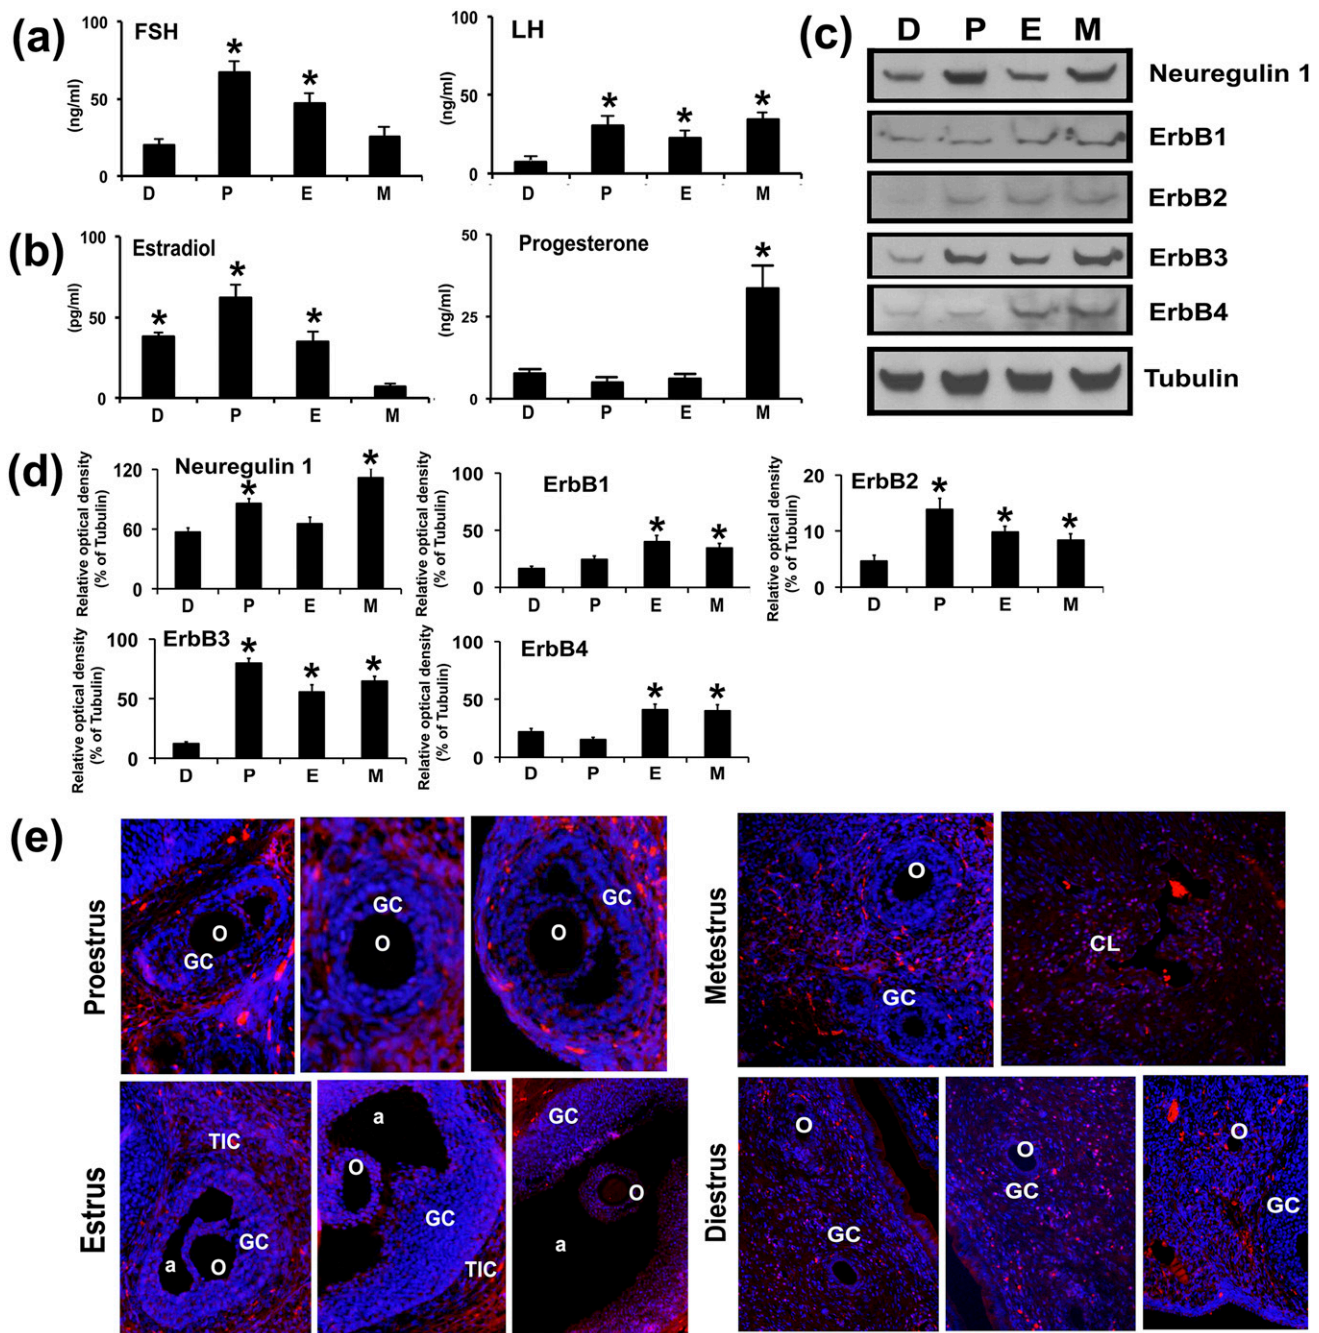 (a)
FSH
(ng/ml)
100
50
0
D P E M
LH
(ng/ml)
100
50
0
D P E M
(b)
Estradiol
(pg/ml)
100
50
0
D P E M
Progesterone
(ng/ml)
50
25
0
D P E M
(c)
D P E M
Neuregulin 1
ErbB1
ErbB2
ErbB3
ErbB4
Tubulin
(d)
Neuregulin 1
Relative optical density
(% of Tubulin)
120
60
0
D P E M
ErbB1
Relative optical density
(% of Tubulin)
100
50
0
D P E M
ErbB2
Relative optical density
(% of Tubulin)
20
10
0
D P E M
ErbB3
Relative optical density
(% of Tubulin)
100
50
0
D P E M
ErbB4
Relative optical density
(% of Tubulin)
100
50
0
D P E M
(e)
Proestrus
O
GC
GC
O
GC
O
Metestrus
O
GC
CL
Estrus
TIC
GC
a
O
a
O
GC
TIC
GC
O
a
Diestrus
O
GC
O
GC
O
GC